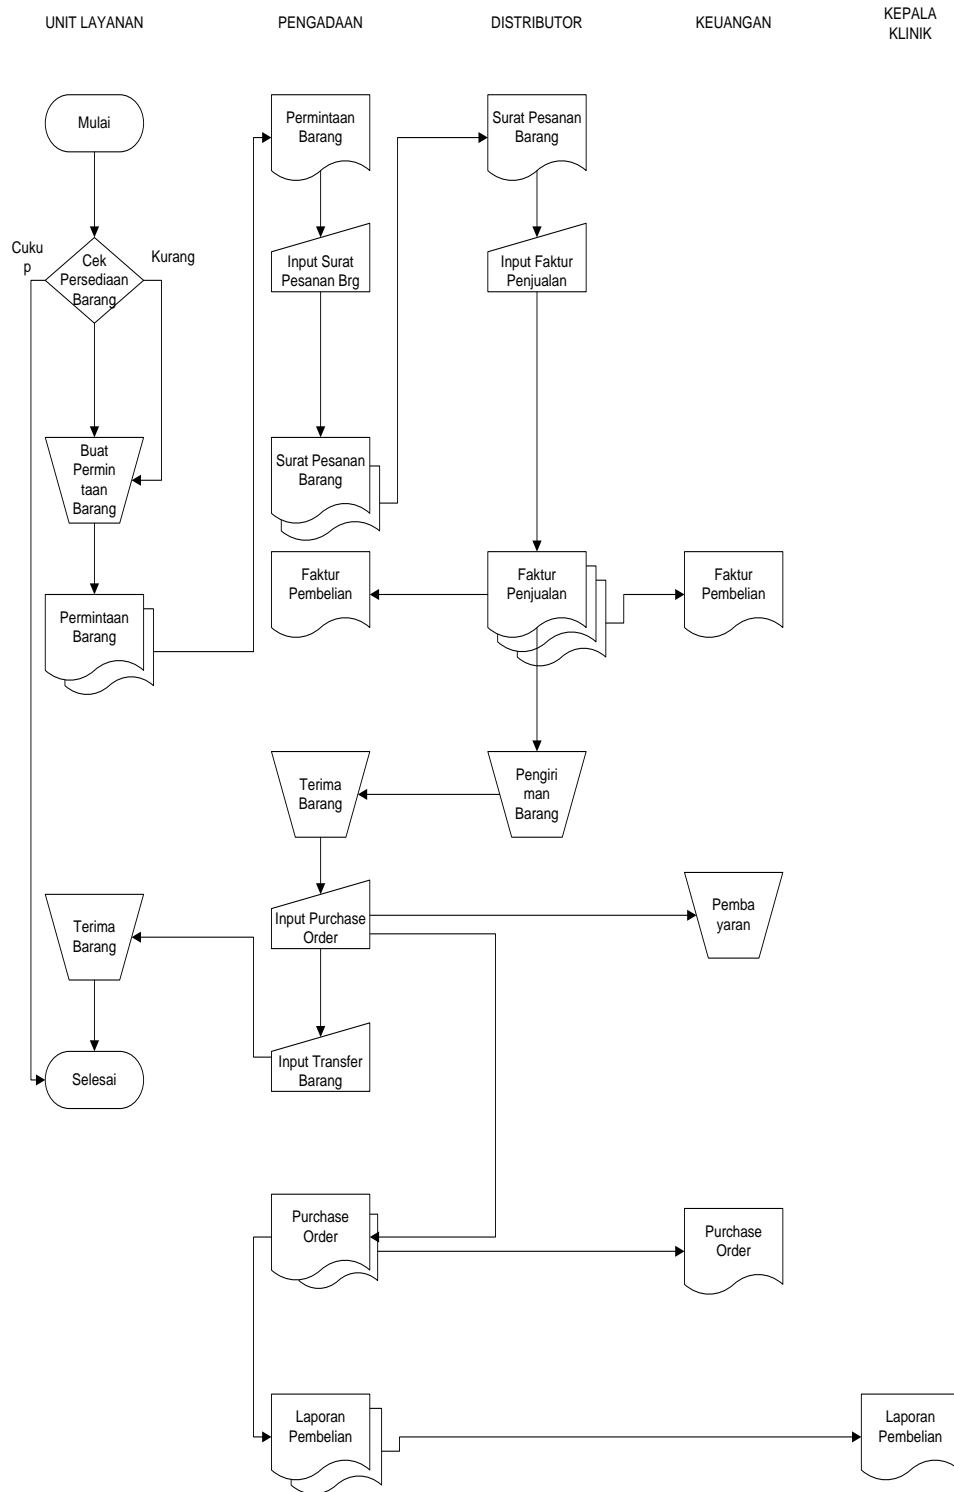 UNIT LAYANAN
PENGADAAN
DISTRIBUTOR
KEUANGAN
KEPALA
KLINIK
Mulai
Permintaan
Barang
Surat Pesanan
Barang
Cuku
p
Cek
Persediaan
Barang
Kurang
Input Surat
Pesanan Brg
Input Faktur
Penjualan
Buat
Permin
taan
Barang
Surat Pesanan
Barang
Permintaan
Barang
Faktur
Pembelian
Faktur
Penjualan
Faktur
Pembelian
Terima
Barang
Pengiri
man
Barang
Terima
Barang
Input Purchase
Order
Pemba
yaran
Selesai
Input Transfer
Barang
Purchase
Order
Purchase
Order
Laporan
Pembelian
Laporan
Pembelian